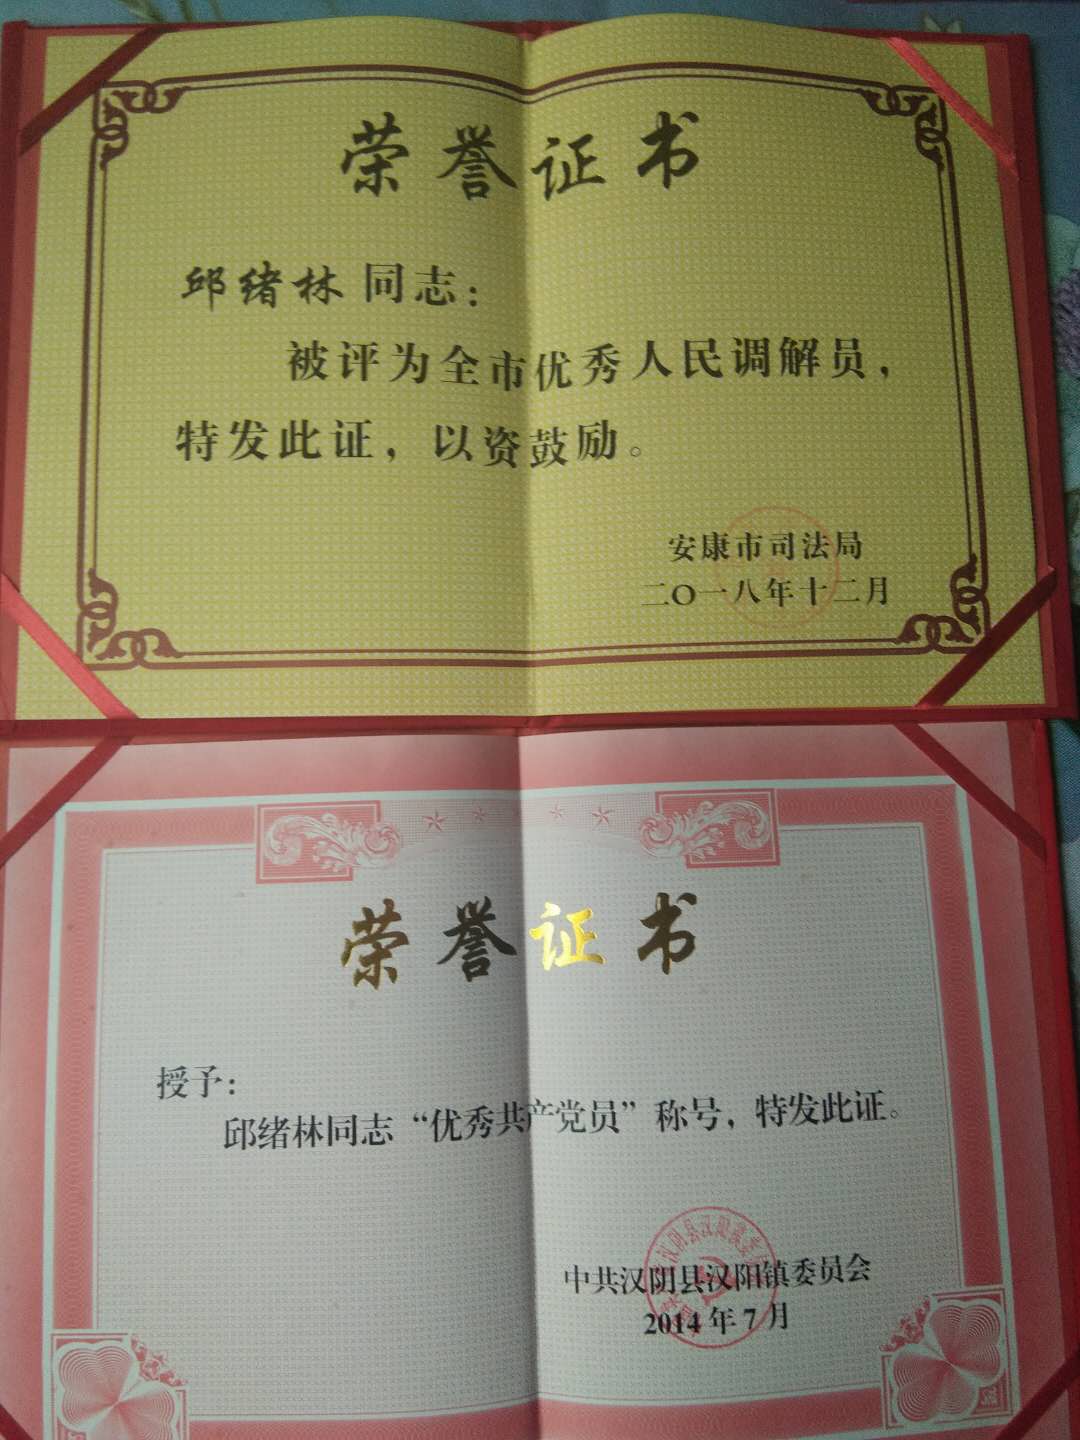 荣誉证书
邱绪林同志：
被评为全市优秀人民调解员，
特发此证，以资鼓励。
安康市司法局
二〇一八年十二月
荣誉证书
授予：
邱绪林同志“优秀共产党员”称号，特发此证。
中共汉阴县汉阳镇委员会
2014年7月